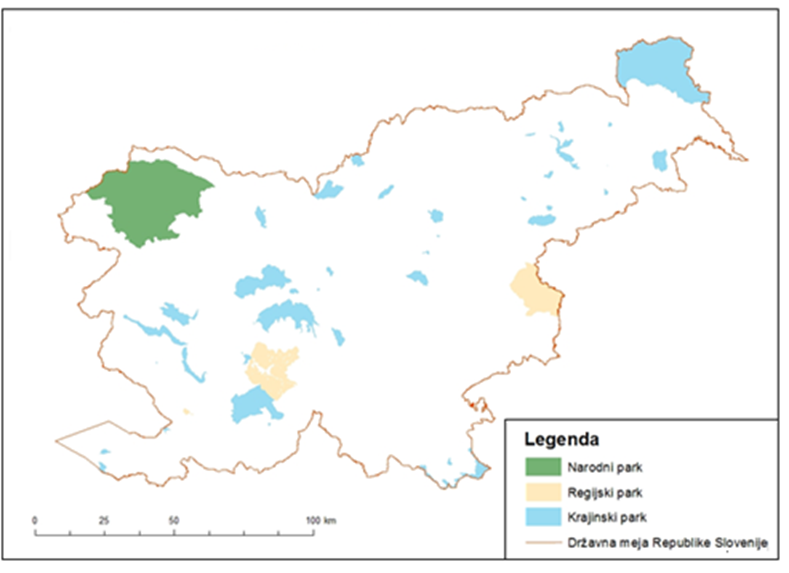 Legenda
Narodni park
Regijski park
Krajinski park
Državna meja Republike Slovenije
0 25 50 100 km